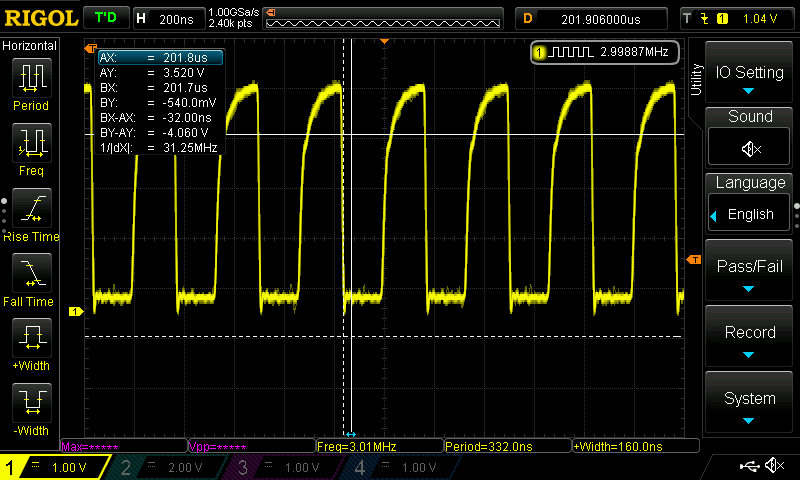 RIGOL T'D H 200ns 1.00GSa/s 2.40k pts D 201.906000us T 1 1.04 V
Horizontal
Period
Freq
Rise Time
Fall Time
+Width
-Width
AX: = 201.8us
AY: = 3.520 V
BX: = 201.7us
BY: = -540.0mV
BX-AX: = -32.00ns
BY-AY: = -4.060 V
1/|dX|: = 31.25MHz
1 2.99887MHz
T
T
1
Utility
IO Setting
Sound
Language
English
Pass/Fail
Record
System
Max=***** Vpp=***** Freq=3.01MHz Period=332.0ns +Width=160.0ns
1 = 1.00 V 2 = 2.00 V 3 = 1.00 V 4 = 1.00 V